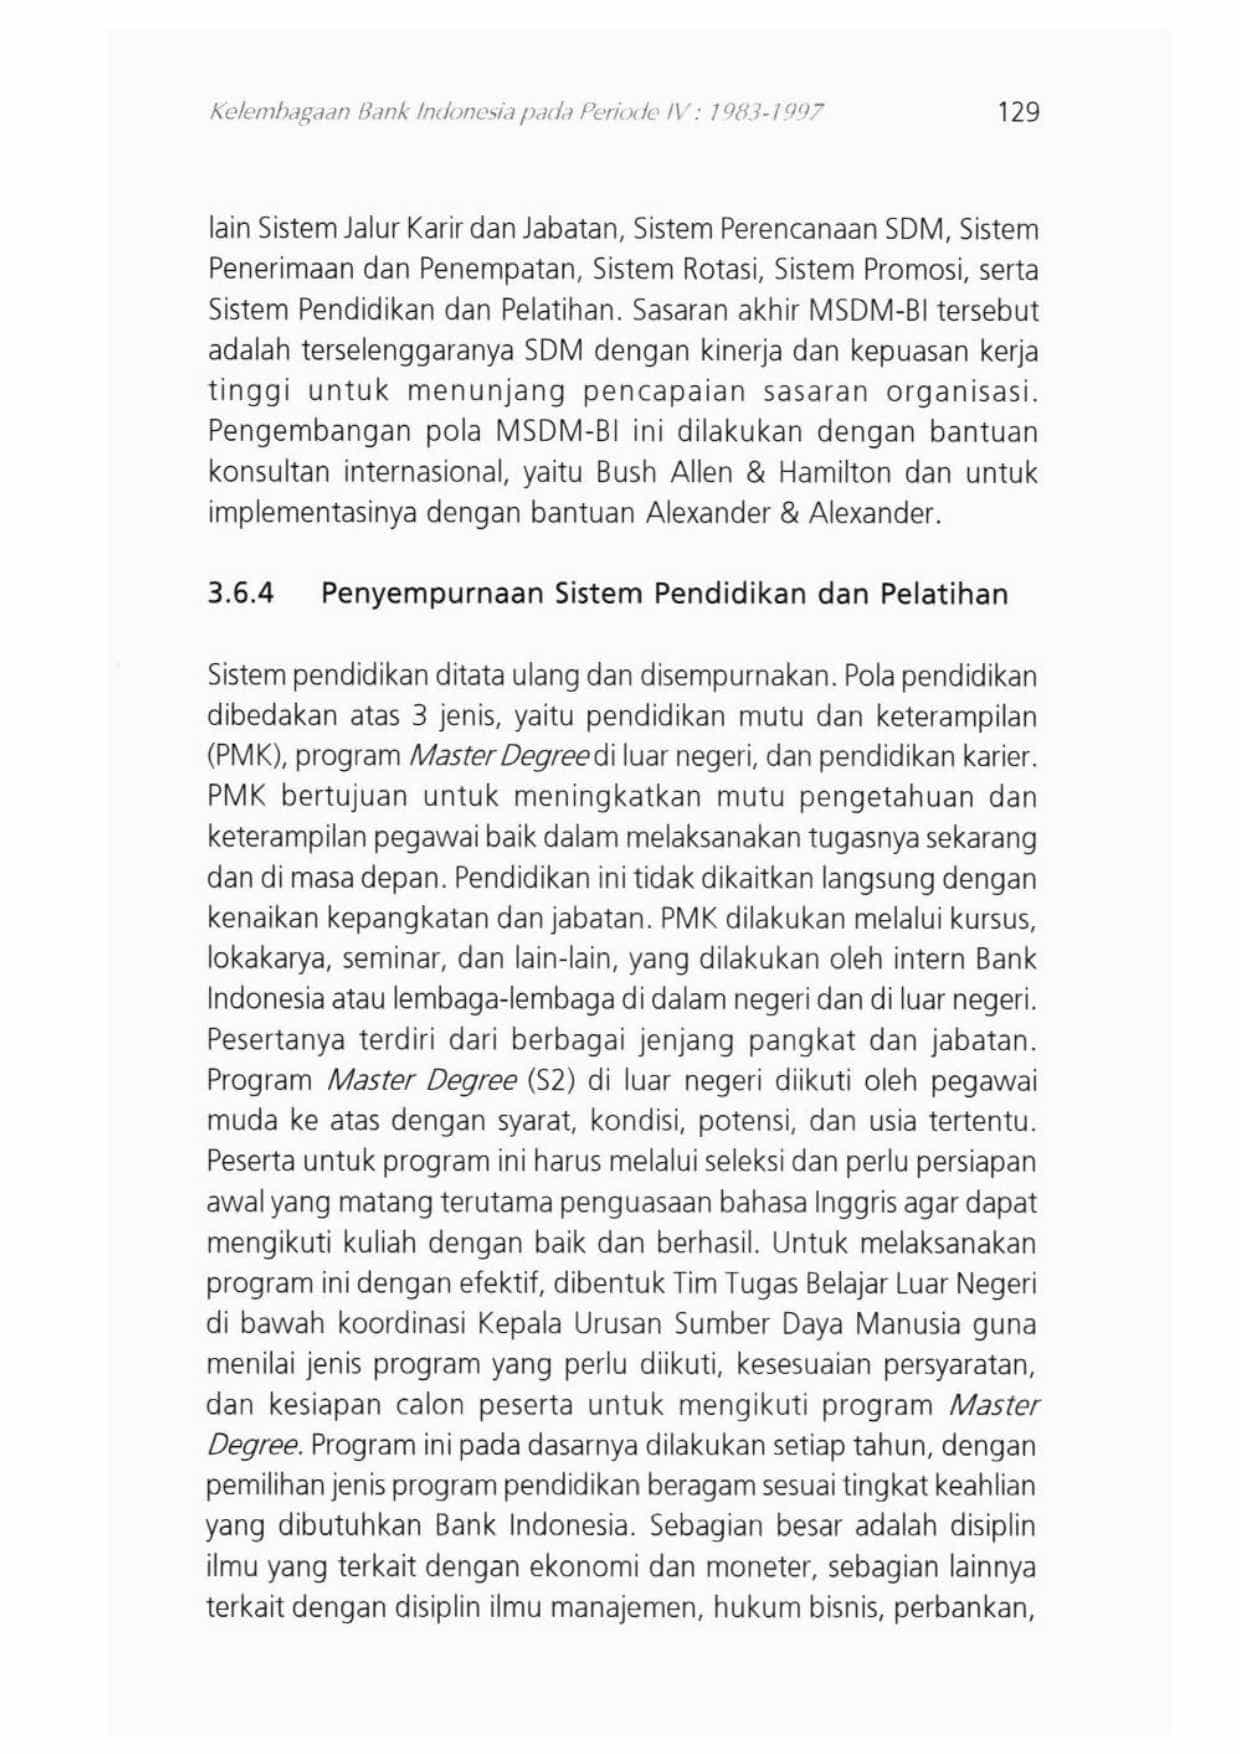 Kelembagaan Bank Indonesia pada Periode IV : 1983-1997 129
lain Sistem Jalur Karir dan Jabatan, Sistem Perencanaan SDM, Sistem
Penerimaan dan Penempatan, Sistem Rotasi, Sistem Promosi, serta
Sistem Pendidikan dan Pelatihan. Sasaran akhir MSDM-BI tersebut
adalah terselenggaranya SDM dengan kinerja dan kepuasan kerja
tinggi untuk menunjang pencapaian sasaran organisasi.
Pengembangan pola MSDM-BI ini dilakukan dengan bantuan
konsultan internasional, yaitu Bush Allen & Hamilton dan untuk
implementasinya dengan bantuan Alexander & Alexander.
3.6.4 Penyempurnaan Sistem Pendidikan dan Pelatihan
Sistem pendidikan ditata ulang dan disempurnakan. Pola pendidikan
dibedakan atas 3 jenis, yaitu pendidikan mutu dan keterampilan
(PMK), program Master Degree di luar negeri, dan pendidikan karier.
PMK bertujuan untuk meningkatkan mutu pengetahuan dan
keterampilan pegawai baik dalam melaksanakan tugasnya sekarang
dan di masa depan. Pendidikan ini tidak dikaitkan langsung dengan
kenaikan kepangkatan dan jabatan. PMK dilakukan melalui kursus,
lokakarya, seminar, dan lain-lain, yang dilakukan oleh intern Bank
Indonesia atau lembaga-lembaga di dalam negeri dan di luar negeri.
Pesertanya terdiri dari berbagai jenjang pangkat dan jabatan.
Program Master Degree (S2) di luar negeri diikuti oleh pegawai
muda ke atas dengan syarat, kondisi, potensi, dan usia tertentu.
Peserta untuk program ini harus melalui seleksi dan perlu persiapan
awal yang matang terutama penguasaan bahasa Inggris agar dapat
mengikuti kuliah dengan baik dan berhasil. Untuk melaksanakan
program ini dengan efektif, dibentuk Tim Tugas Belajar Luar Negeri
di bawah koordinasi Kepala Urusan Sumber Daya Manusia guna
menilai jenis program yang perlu diikuti, kesesuaian persyaratan,
dan kesiapan calon peserta untuk mengikuti program Master
Degree. Program ini pada dasarnya dilakukan setiap tahun, dengan
pemilihan jenis program pendidikan beragam sesuai tingkat keahlian
yang dibutuhkan Bank Indonesia. Sebagian besar adalah disiplin
ilmu yang terkait dengan ekonomi dan moneter, sebagian lainnya
terkait dengan disiplin ilmu manajemen, hukum bisnis, perbankan,